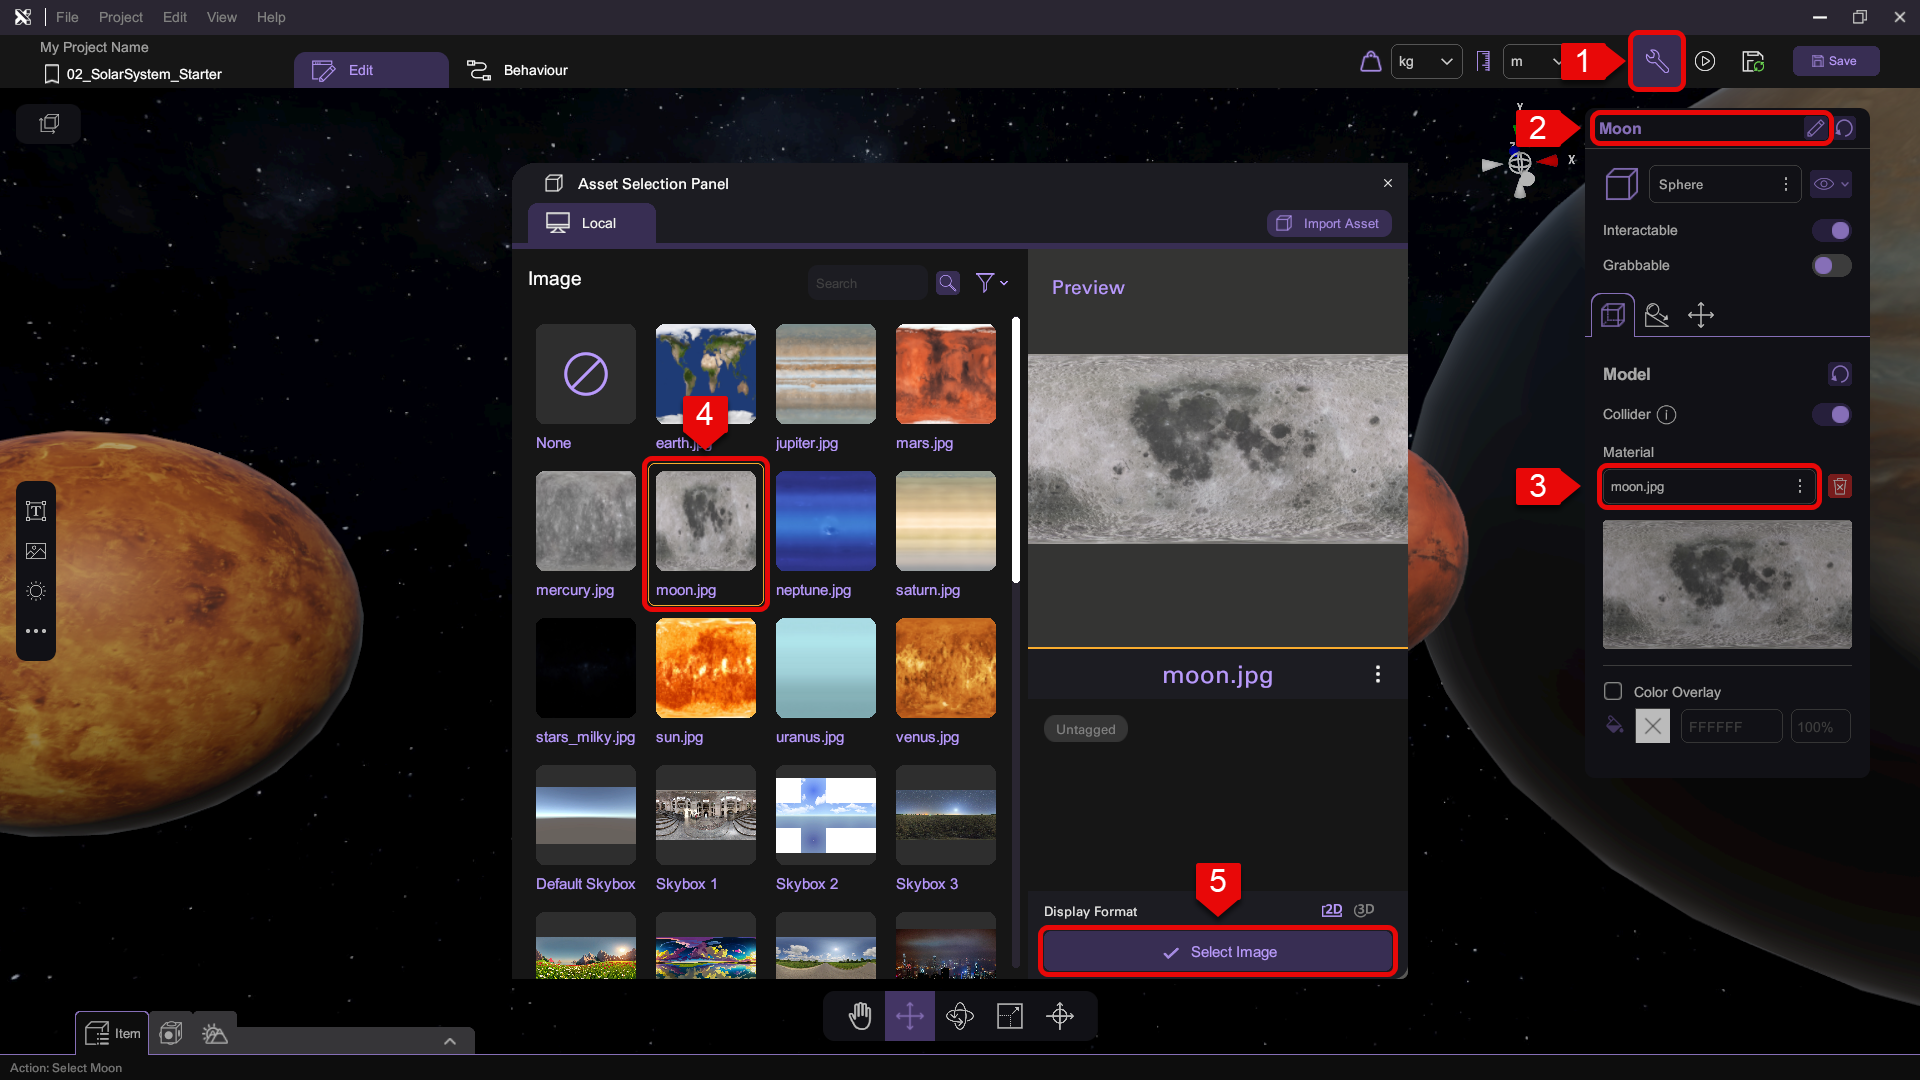 File Project Edit View Help
My Project Name
02_SolarSystem_Starter
Edit
Behaviour
kg
m
1
Save
2
Moon
Y
X
Z
Sphere
Interactable
Grabbable
Model
Collider
Material
3
moon.jpg
Color Overlay
FFFFFF
100%
Asset Selection Panel
Local
Import Asset
Image
Search
4
None
earth.jpg
jupiter.jpg
mars.jpg
mercury.jpg
moon.jpg
neptune.jpg
saturn.jpg
stars_milky.jpg
sun.jpg
uranus.jpg
venus.jpg
Default Skybox
Skybox 1
Skybox 2
Skybox 3
Preview
moon.jpg
Untagged
5
Display Format
2D
3D
Select Image
Item
Action: Select Moon